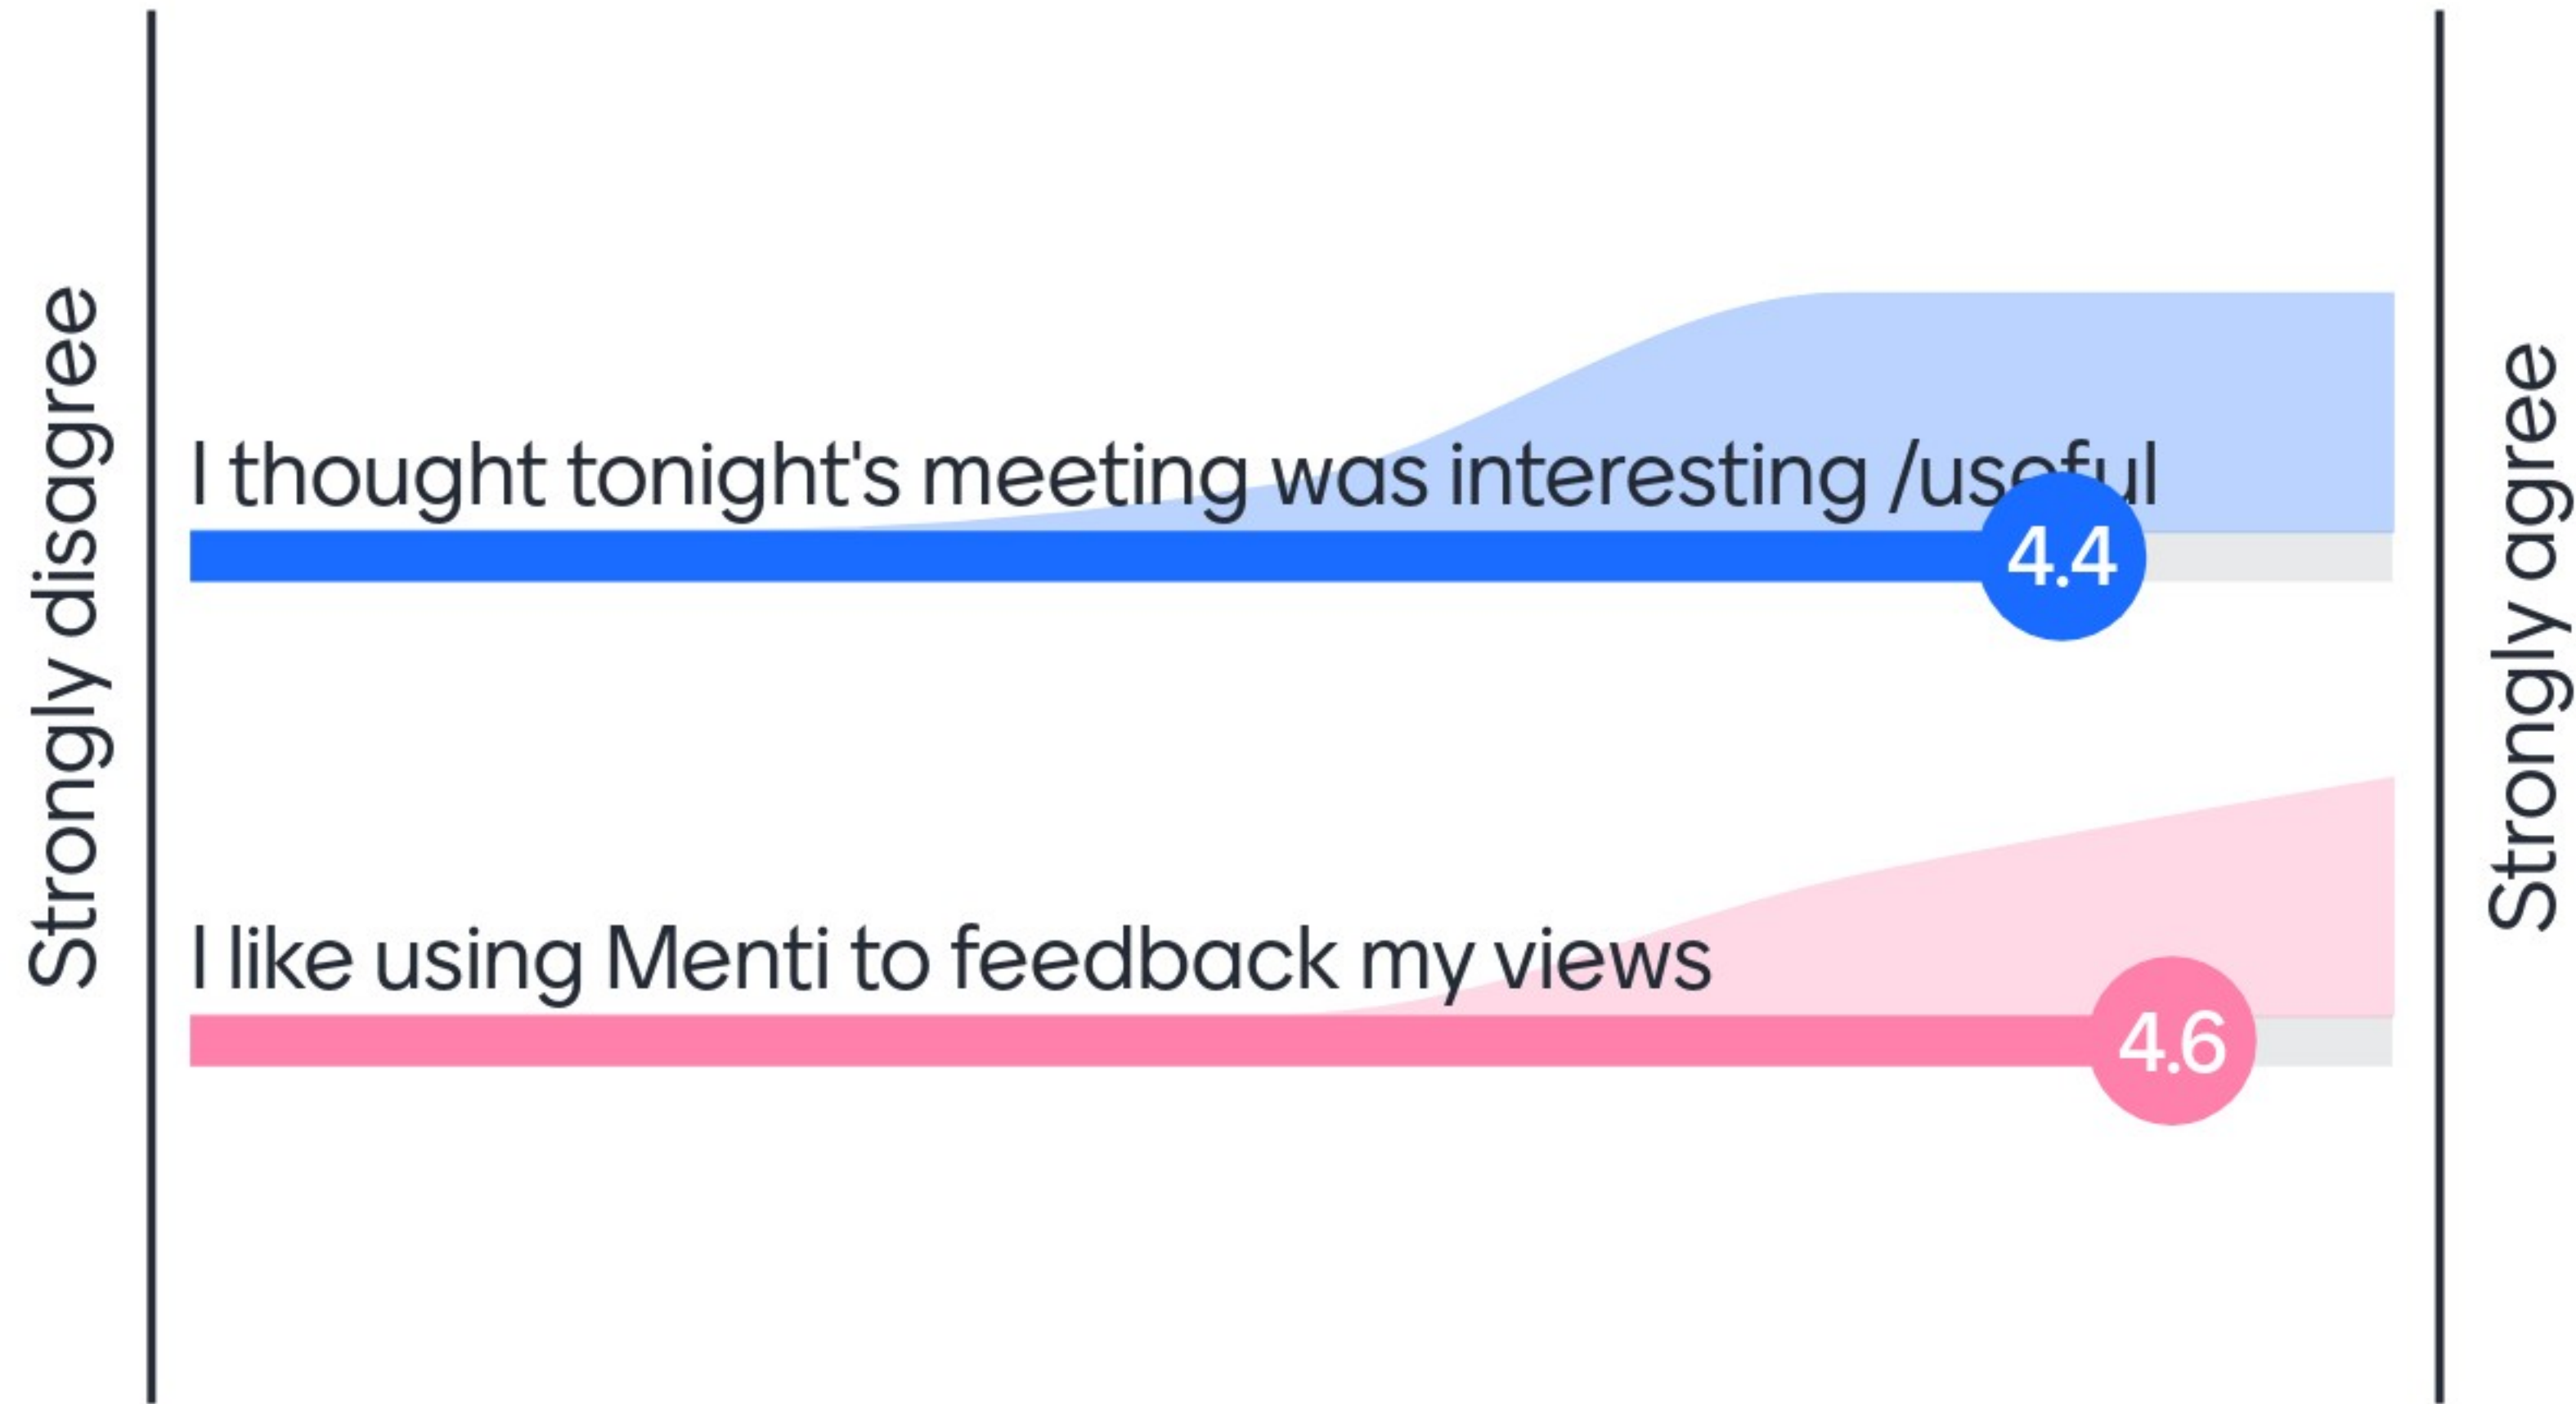 Strongly disagree
I thought tonight's meeting was interesting /useful
4.4
I like using Menti to feedback my views
4.6
Strongly agree